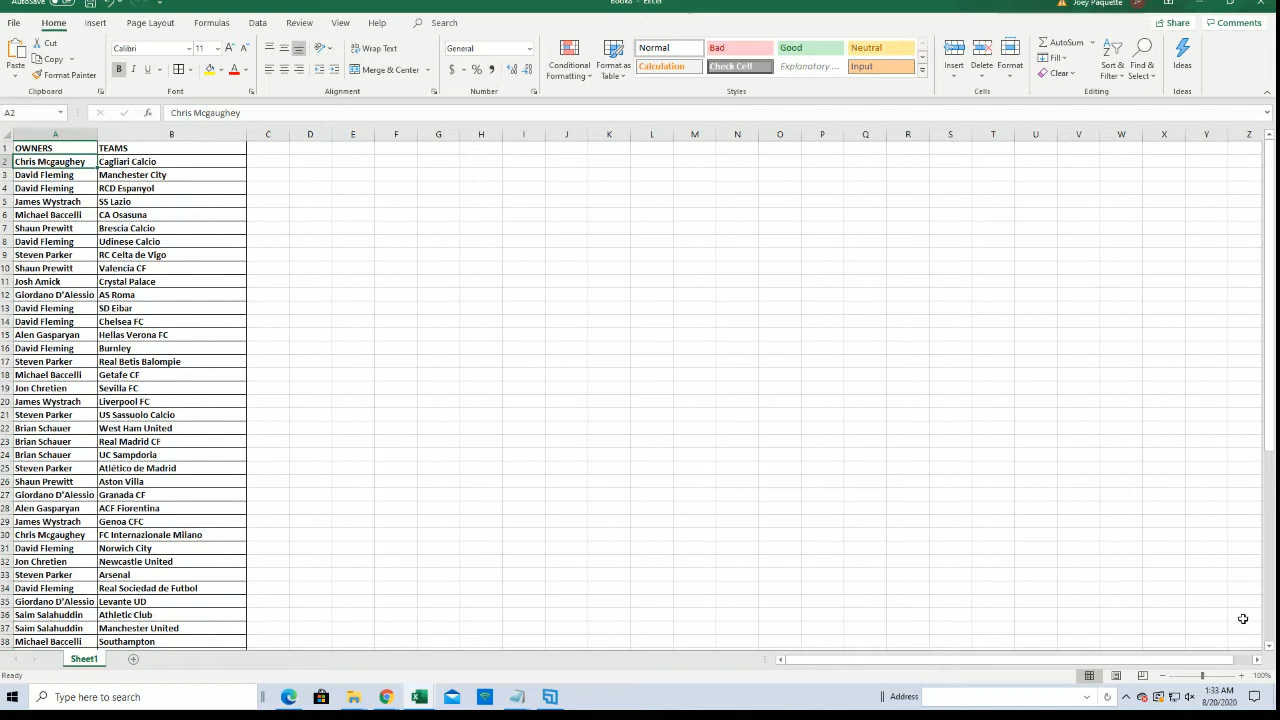 AutoSave Off Book8 - Excel Joey Paquette JP
File Home Insert Page Layout Formulas Data Review View Help Search Share Comments
Paste Cut Copy Format Painter Clipboard
Calibri 11 B I U A Font
Wrap Text Merge & Center Alignment
General $ % Number
Conditional Formatting Format as Table
Normal Bad Good Neutral
Calculation Check Cell Explanatory ... Input
Styles
Insert Delete Format Cells
AutoSum Fill Clear Sort & Filter Find & Select Editing
Ideas Ideas
A2 fx Chris Mcgaughey
A B C D E F G H I J K L M N O P Q R S T U V W X Y Z
1 OWNERS TEAMS
2 Chris Mcgaughey Cagliari Calcio
3 David Fleming Manchester City
4 David Fleming RCD Espanyol
5 James Wystrach SS Lazio
6 Michael Baccelli CA Osasuna
7 Shaun Prewitt Brescia Calcio
8 David Fleming Udinese Calcio
9 Steven Parker RC Celta de Vigo
10 Shaun Prewitt Valencia CF
11 Josh Amick Crystal Palace
12 Giordano D'Alessio AS Roma
13 David Fleming SD Eibar
14 David Fleming Chelsea FC
15 Alen Gasparyan Hellas Verona FC
16 David Fleming Burnley
17 Steven Parker Real Betis Balompie
18 Michael Baccelli Getafe CF
19 Jon Chretien Sevilla FC
20 James Wystrach Liverpool FC
21 Steven Parker US Sassuolo Calcio
22 Brian Schauer West Ham United
23 Brian Schauer Real Madrid CF
24 Brian Schauer UC Sampdoria
25 Steven Parker Atlético de Madrid
26 Shaun Prewitt Aston Villa
27 Giordano D'Alessio Granada CF
28 Alen Gasparyan ACF Fiorentina
29 James Wystrach Genoa CFC
30 Chris Mcgaughey FC Internazionale Milano
31 David Fleming Norwich City
32 Jon Chretien Newcastle United
33 Steven Parker Arsenal
34 David Fleming Real Sociedad de Futbol
35 Giordano D'Alessio Levante UD
36 Saim Salahuddin Athletic Club
37 Saim Salahuddin Manchester United
38 Michael Baccelli Southampton
Sheet1
Ready 100%
Type here to search Address 1:33 AM
8/20/2020